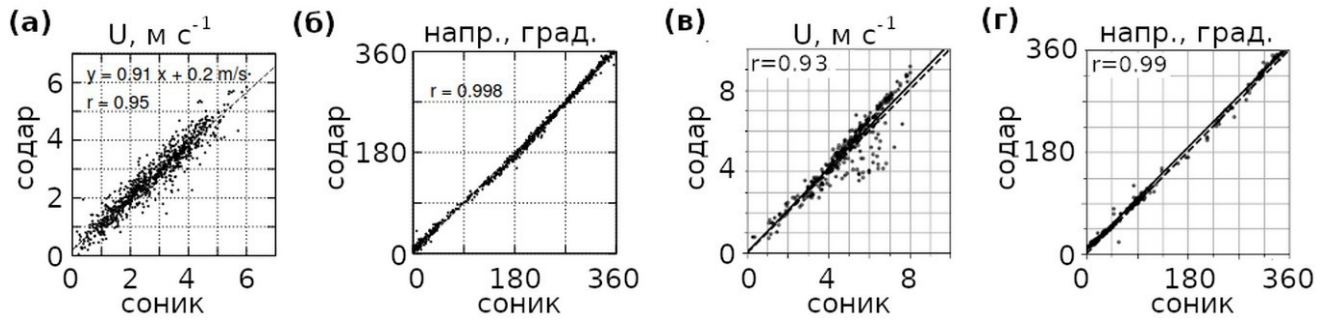 (а)
U, м с-1
y = 0.91 x + 0.2 m/s
r = 0.95
6
4
2
0
0 2 4 6
содар
соник
(б)
напр., град.
r = 0.998
360
180
0
0 180 360
содар
соник
(в)
U, м с-1
r=0.93
8
4
0
0 4 8
содар
соник
(г)
напр., град.
r=0.99
360
180
0
0 180 360
содар
соник